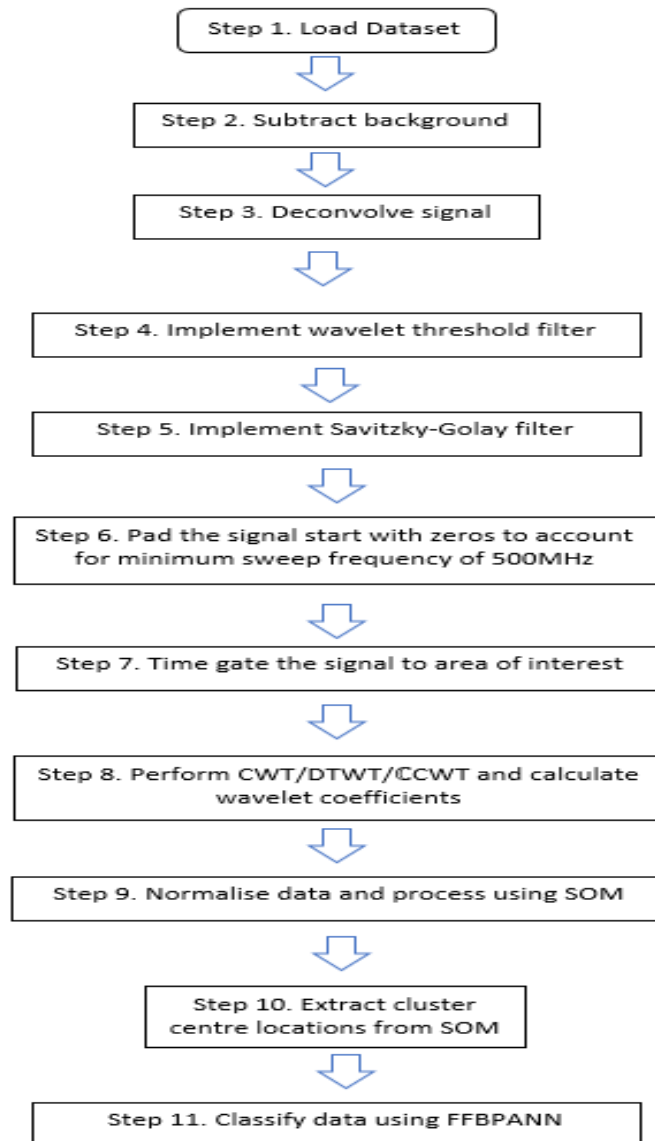 Step 1. Load Dataset
Step 2. Subtract background
Step 3. Deconvolve signal
Step 4. Implement wavelet threshold filter
Step 5. Implement Savitzky-Golay filter
Step 6. Pad the signal start with zeros to account
for minimum sweep frequency of 500MHz
Step 7. Time gate the signal to area of interest
Step 8. Perform CWT/DTWT/ℂCWT and calculate
wavelet coefficients
Step 9. Normalise data and process using SOM
Step 10. Extract cluster
centre locations from SOM
Step 11. Classify data using FFBPANN